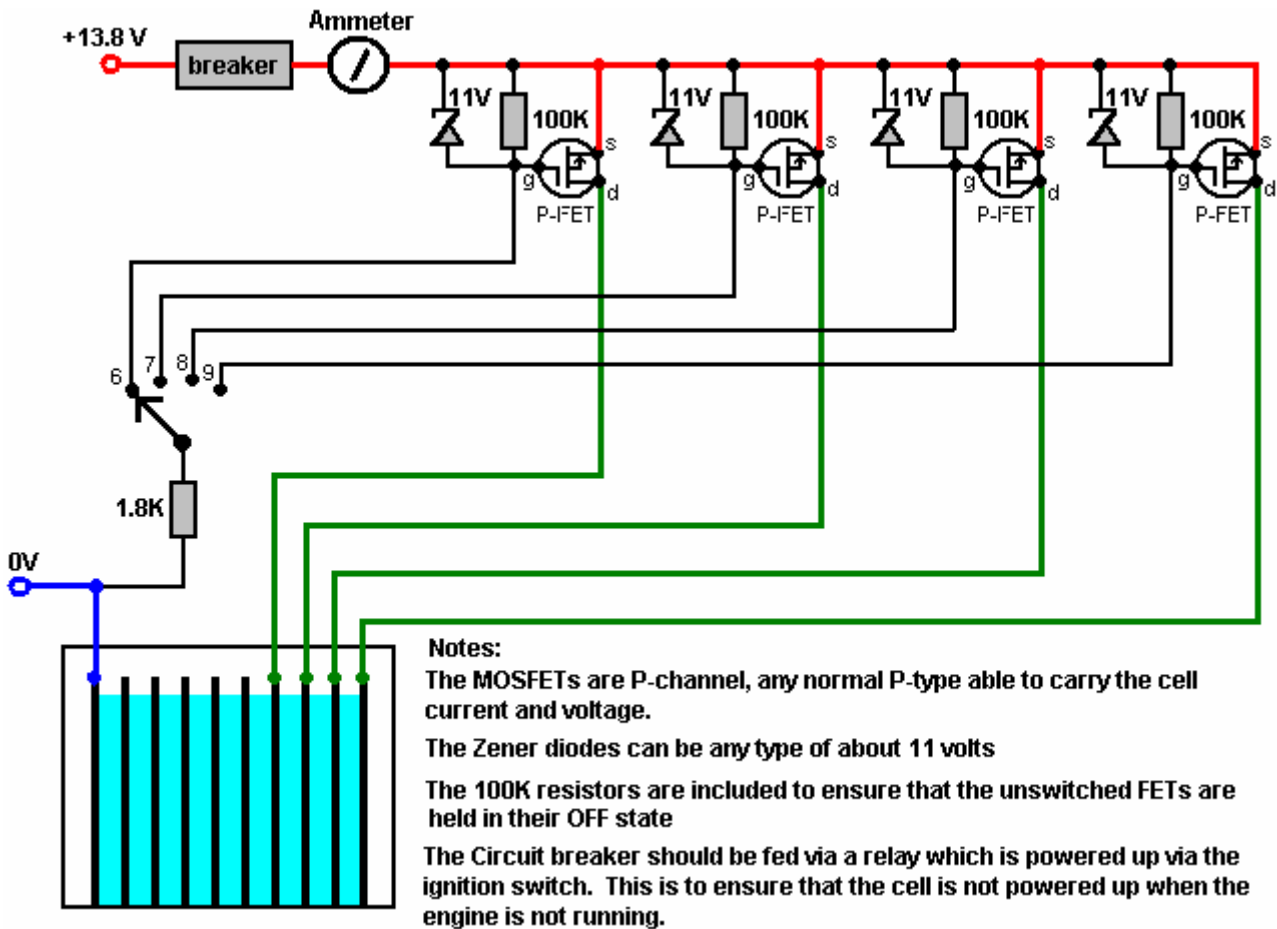 Ammeter
+13.8 V
breaker
11V 100K 11V 100K 11V 100K 11V 100K
s s s s
g d g d g d g d
P-FET P-FET P-FET P-FET
6 7 8 9
1.8K
0V
Notes:
The MOSFETs are P-channel, any normal P-type able to carry the cell
current and voltage.
The Zener diodes can be any type of about 11 volts
The 100K resistors are included to ensure that the unswitched FETs are
held in their OFF state
The Circuit breaker should be fed via a relay which is powered up via the
ignition switch. This is to ensure that the cell is not powered up when the
engine is not running.